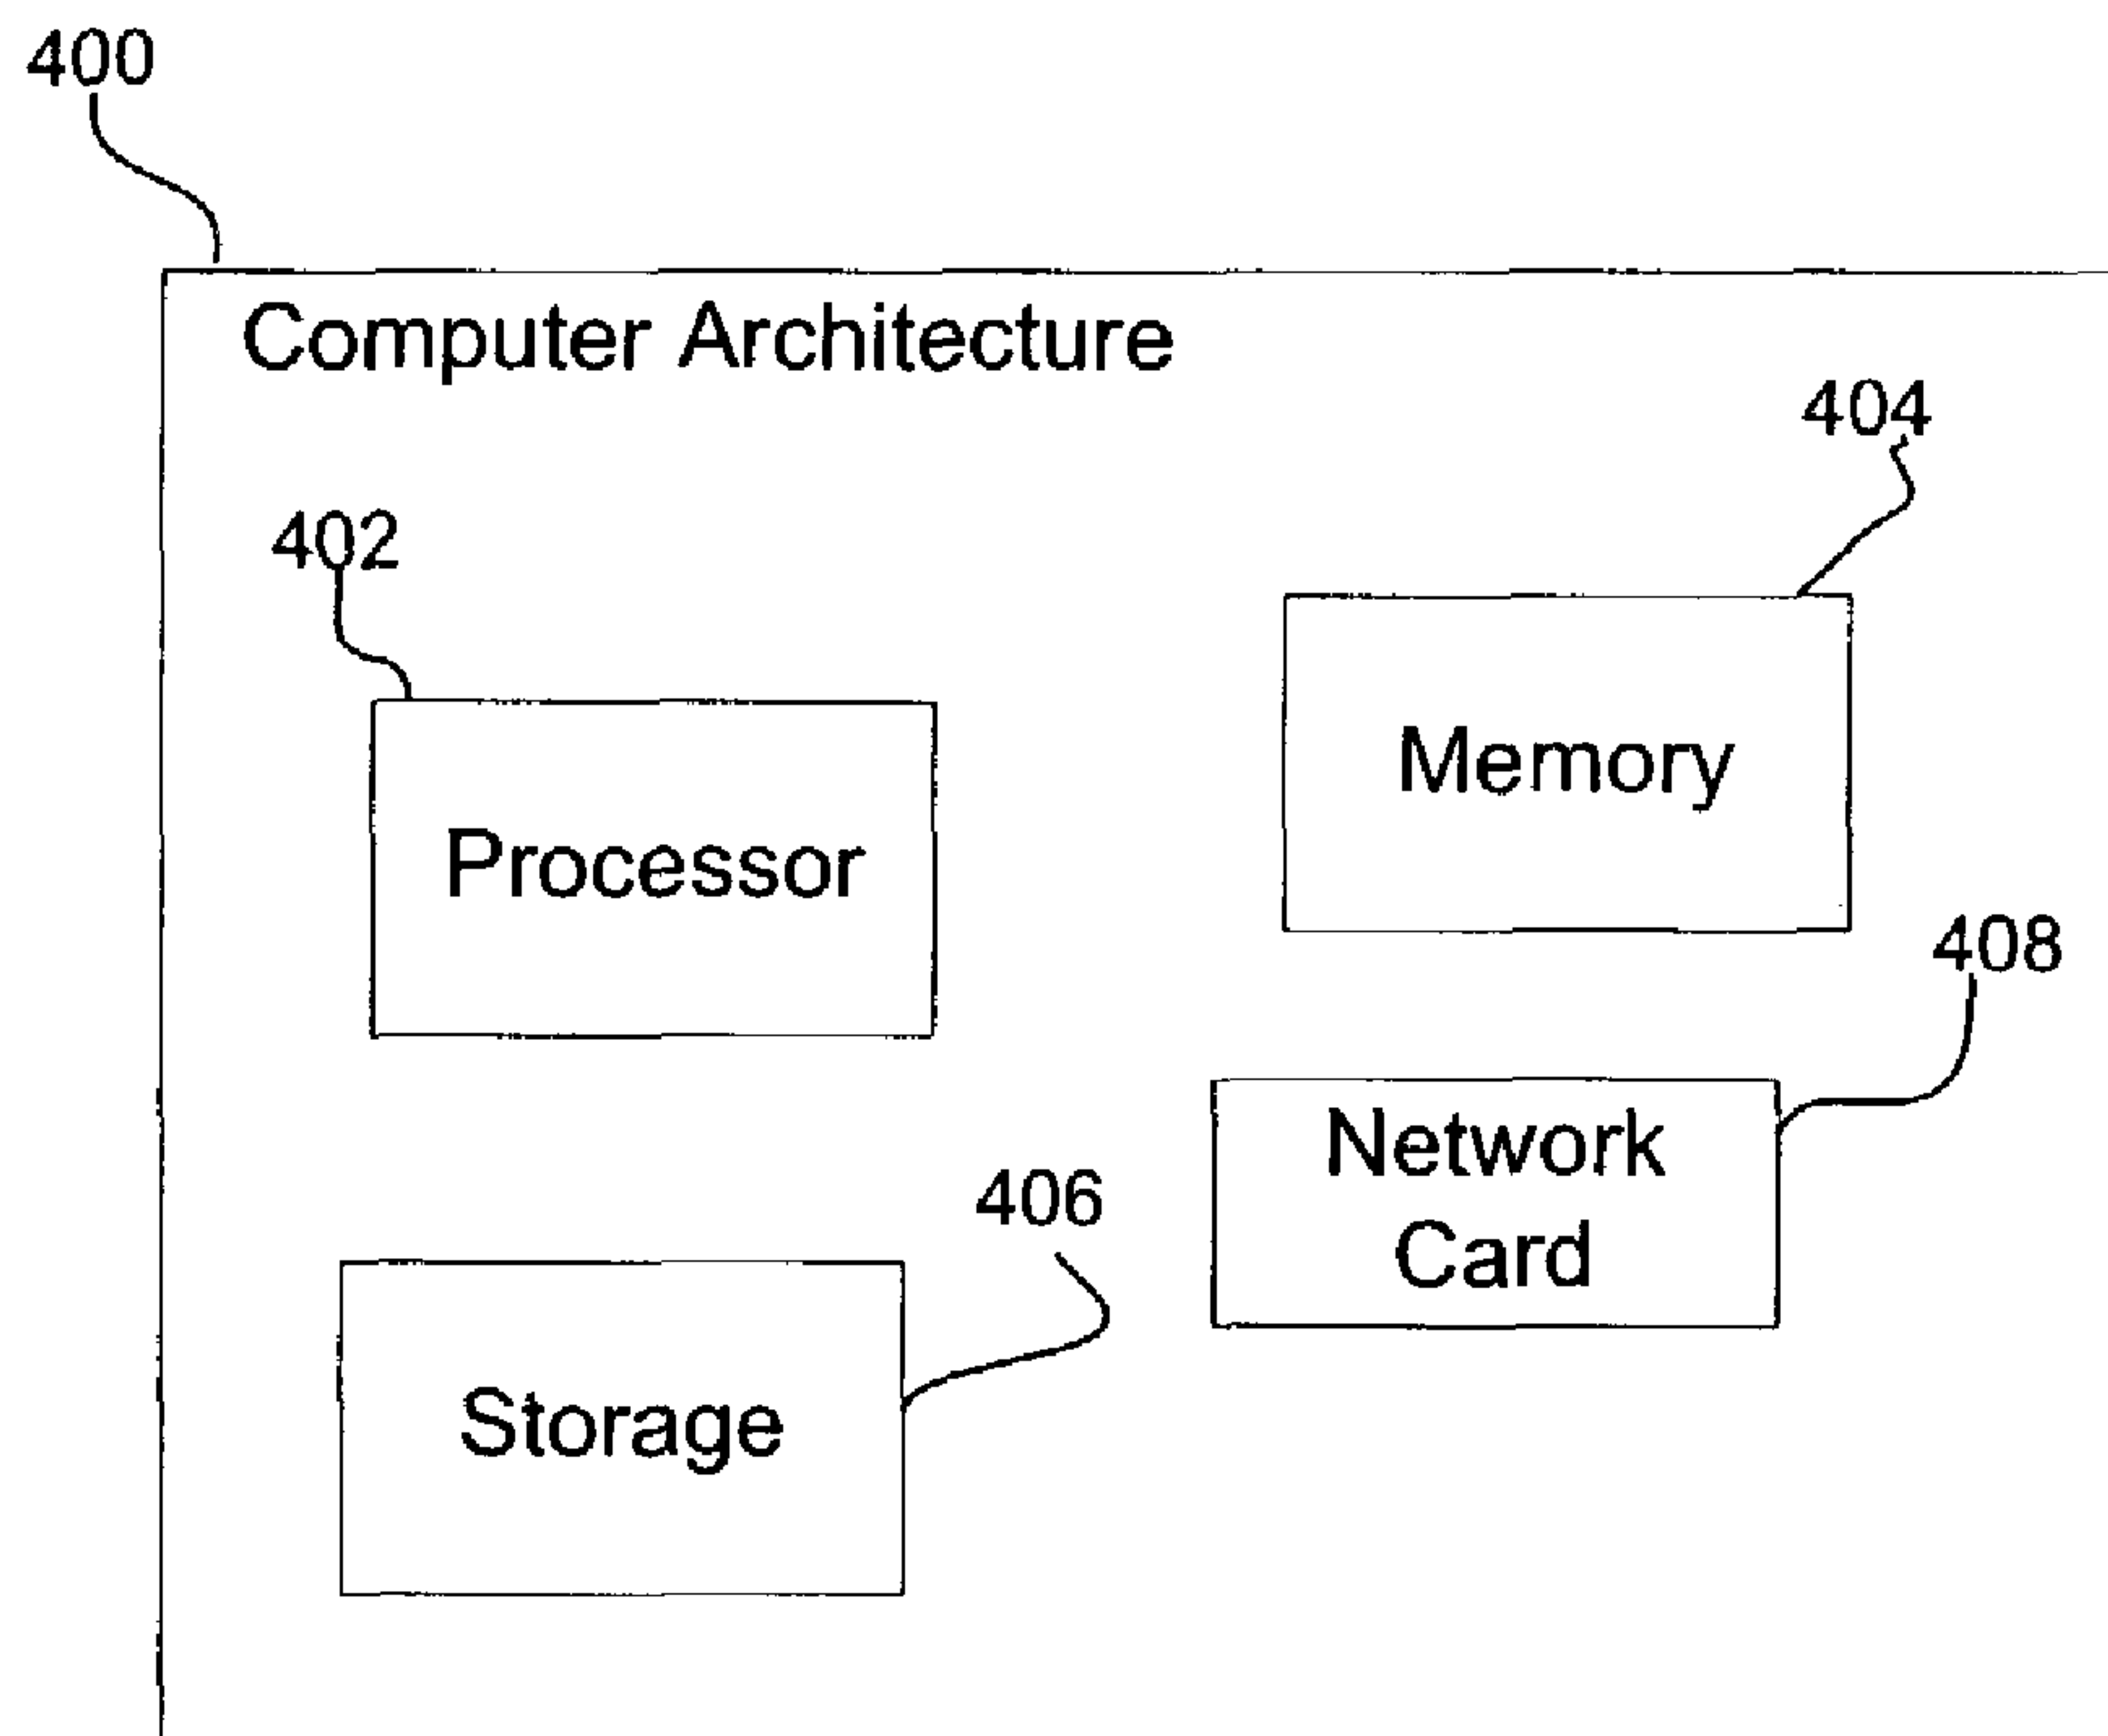 400
Computer Architecture
404
402
Memory
Processor
408
Network
Card
406
Storage